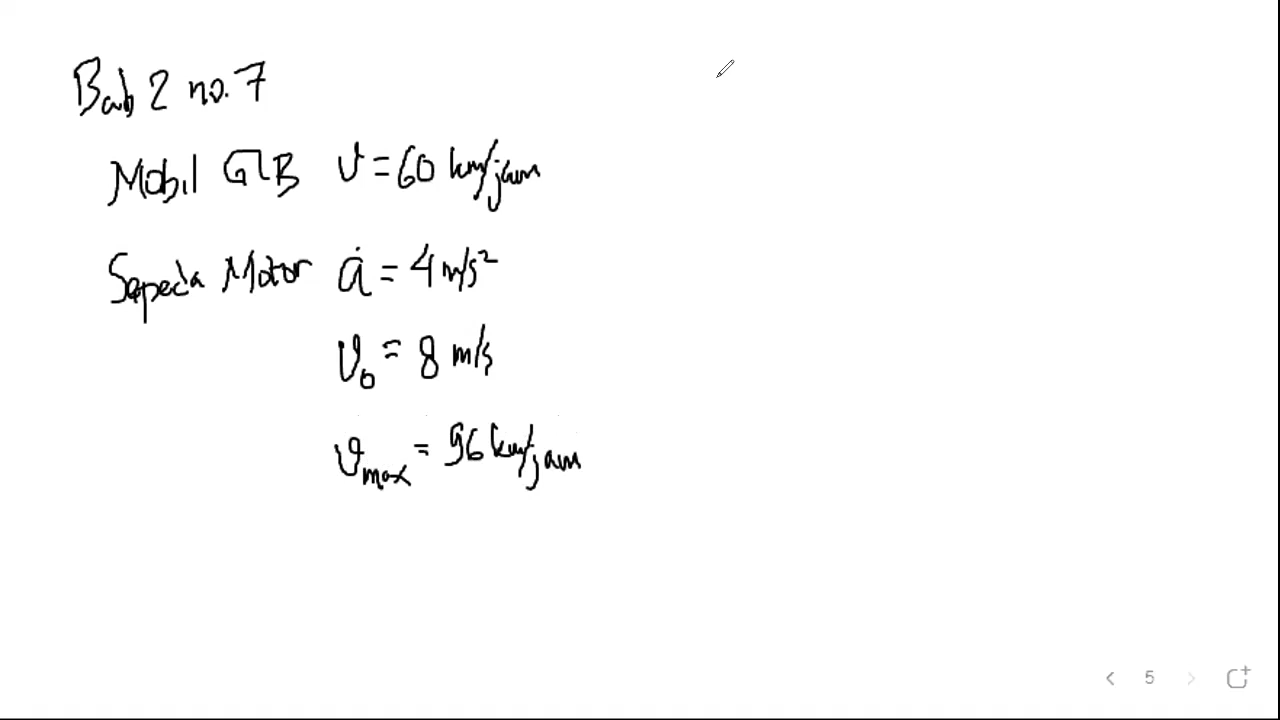 Bab 2 no. 7
Mobil GLB v = 60 km/jam
Sepeda Motor a = 4 m/s²
v₀ = 8 m/s
v max = 96 km/jam
5